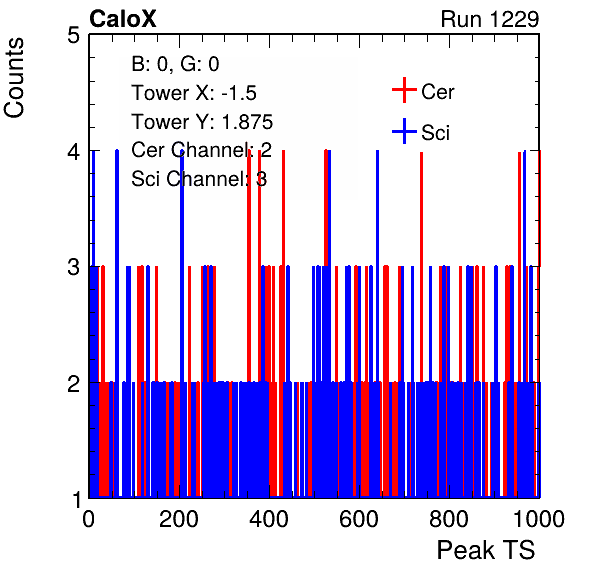 CaloX Run 1229
Counts
5
4
3
2
1
B: 0, G: 0
Tower X: -1.5
Tower Y: 1.875
Cer Channel: 2
Sci Channel: 3
Cer
Sci
0 200 400 600 800 1000
Peak TS